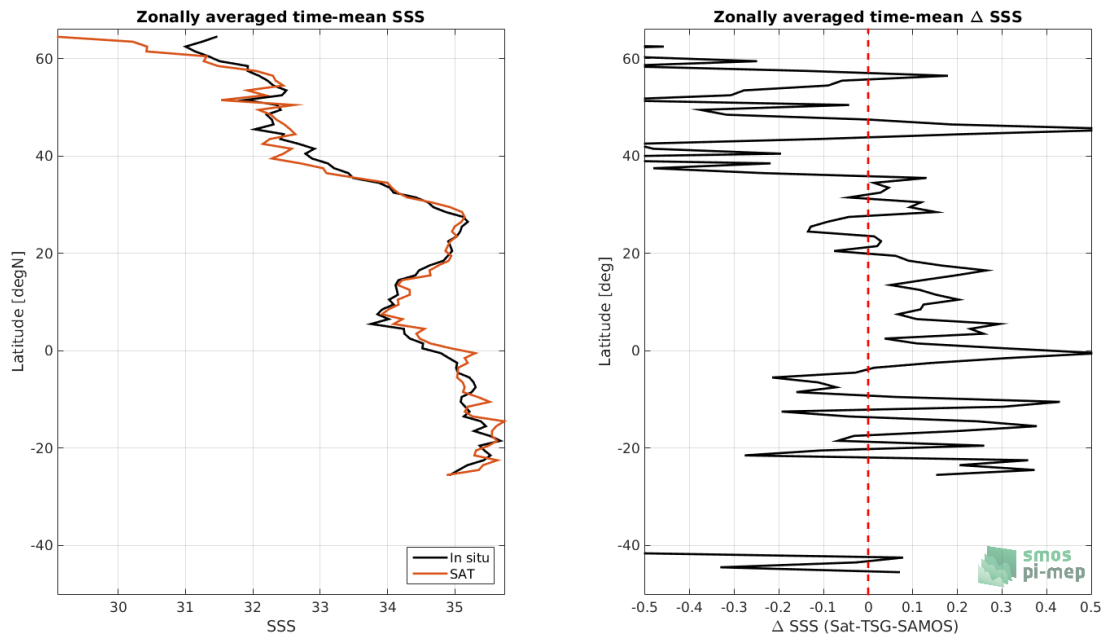 Zonally averaged time-mean SSS
60
40
20
0
-20
-40
Latitude [degN]
30
31
32
33
34
35
SSS
In situ
SAT
Zonally averaged time-mean Δ SSS
60
40
20
0
-20
-40
Latitude [deg]
-0.5
-0.4
-0.3
-0.2
-0.1
0
0.1
0.2
0.3
0.4
0.5
Δ SSS (Sat-TSG-SAMOS)
smos
pi-mep